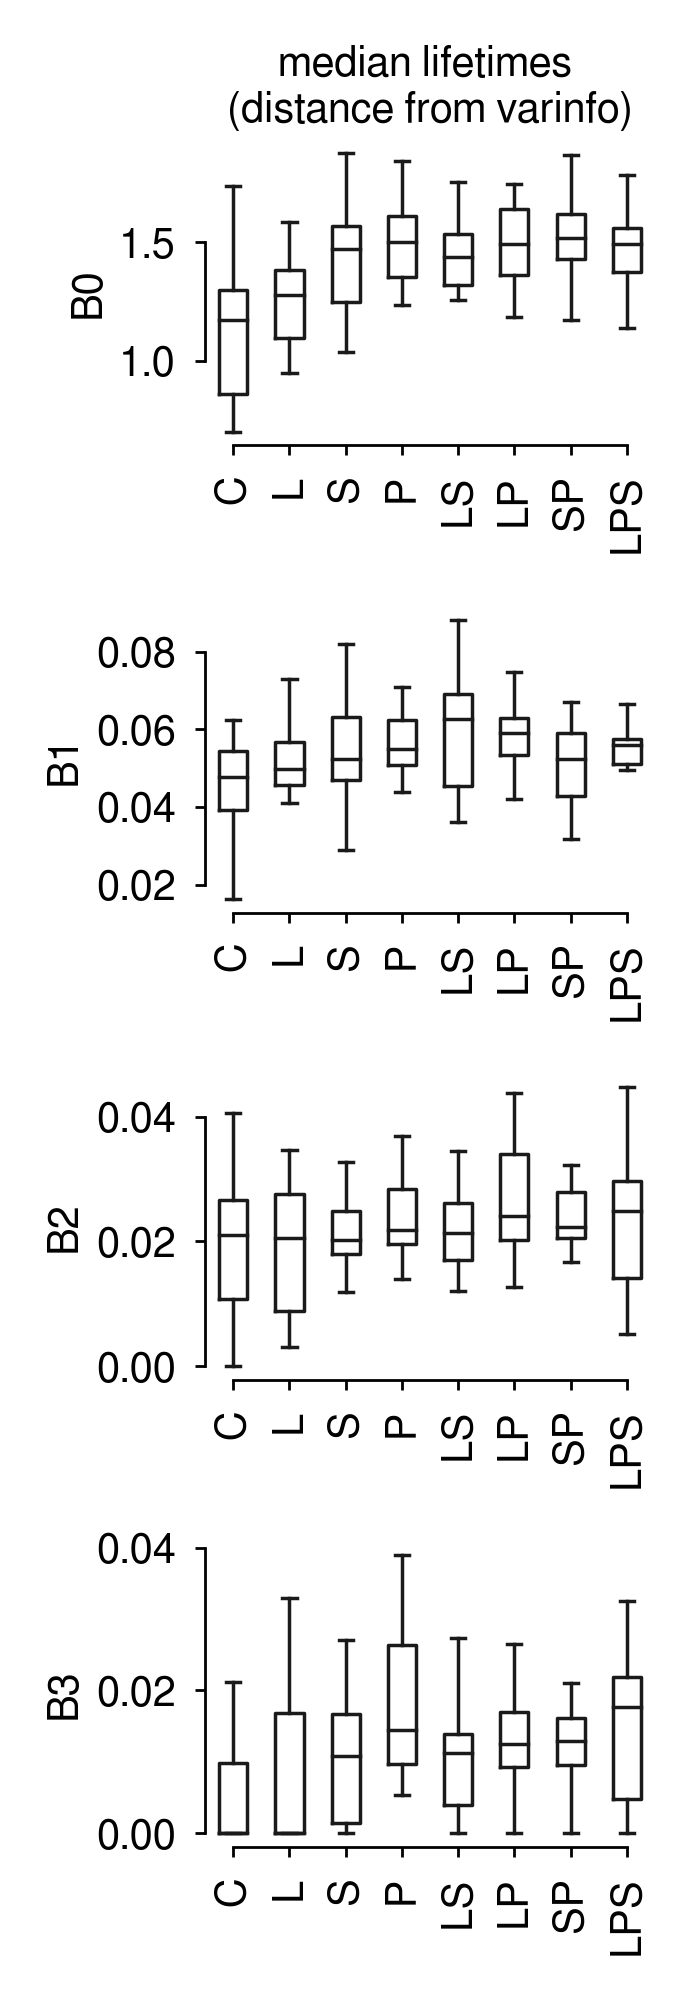 median lifetimes
(distance from varinfo)
B0
1.5
1.0
C L S P LS LP SP LPS
B1
0.08
0.06
0.04
0.02
C L S P LS LP SP LPS
B2
0.04
0.02
0.00
C L S P LS LP SP LPS
B3
0.04
0.02
0.00
C L S P LS LP SP LPS